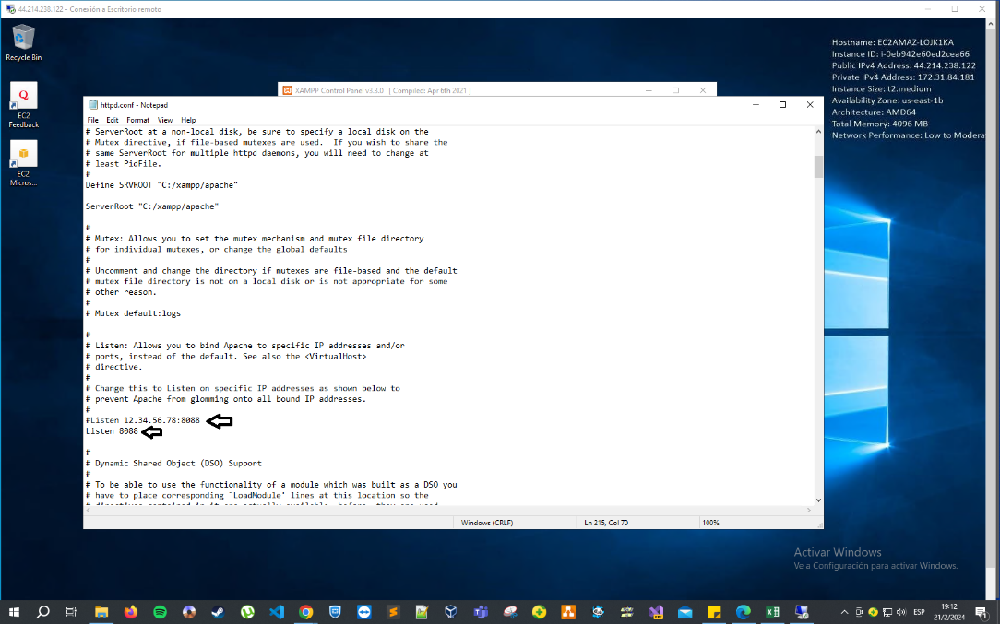 44.214.238.122 - Conexión a Escritorio remoto
Recycle Bin
EC2
Feedback
EC2
Micros...
Hostname: EC2AMAZ-LOJK1KA
Instance ID: i-0eb942e60ed2cea66
Public IPv4 Address: 44.214.238.122
Private IPv4 Address: 172.31.84.181
Instance Size: t2.medium
Availability Zone: us-east-1b
Architecture: AMD64
Total Memory: 4096 MB
Network Performance: Low to Modera
XAMPP Control Panel v3.3.0 [ Compiled: Apr 6th 2021 ]
httpd.conf - Notepad
File Edit Format View Help
# ServerRoot at a non-local disk, be sure to specify a local disk on the
# Mutex directive, if file-based mutexes are used.  If you wish to share the
# same ServerRoot for multiple httpd daemons, you will need to change at
# least PidFile.
#
Define SRVROOT "C:/xampp/apache"
ServerRoot "C:/xampp/apache"
#
# Mutex: Allows you to set the mutex mechanism and mutex file directory
# for individual mutexes, or change the global defaults
#
# Uncomment and change the directory if mutexes are file-based and the default
# mutex file directory is not on a local disk or is not appropriate for some
# other reason.
#
# Mutex default:logs
#
# Listen: Allows you to bind Apache to specific IP addresses and/or
# ports, instead of the default. See also the <VirtualHost>
# directive.
#
# Change this to Listen on specific IP addresses as shown below to
# prevent Apache from glomming onto all bound IP addresses.
#
#Listen 12.34.56.78:8088
Listen 8088
#
# Dynamic Shared Object (DSO) Support
#
# To be able to use the functionality of a module which was built as a DSO you
# have to place corresponding `LoadModule' lines at this location so the
# directives contained in it are actually available _before_ they are used.
Windows (CRLF) Ln 215, Col 70 100%
Activar Windows
Ve a Configuración para activar Windows.
ESP
19:12
21/2/2024
1